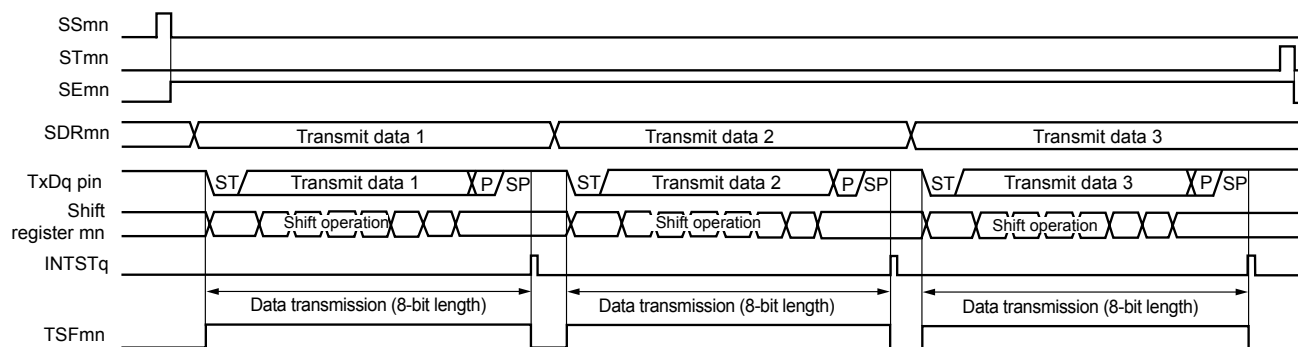 SSmn
STmn
SEmn
SDRmn Transmit data 1 Transmit data 2 Transmit data 3
TxDq pin ST Transmit data 1 P SP ST Transmit data 2 P SP ST Transmit data 3 P SP
Shift
register mn Shift operation Shift operation Shift operation
INTSTq
Data transmission (8-bit length) Data transmission (8-bit length) Data transmission (8-bit length)
TSFmn